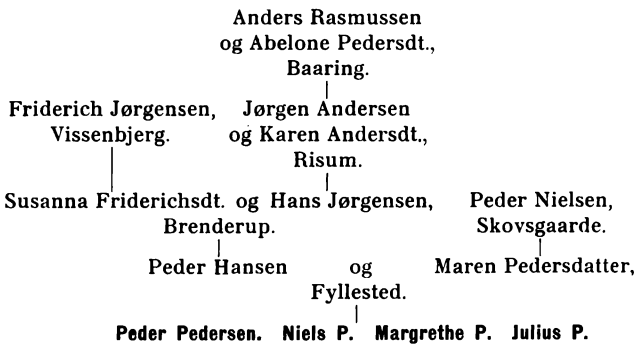 Anders Rasmussen
og Abelone Pedersdt.,
Baaring.
Friderich Jørgensen, Jørgen Andersen
Vissenbjerg. og Karen Andersdt.,
Risum.
Susanna Friderichsdt. og Hans Jørgensen, Peder Nielsen,
Brenderup. Skovsgaarde.
Peder Hansen og Maren Pedersdatter,
Fyllested.
Peder Pedersen. Niels P. Margrethe P. Julius P.